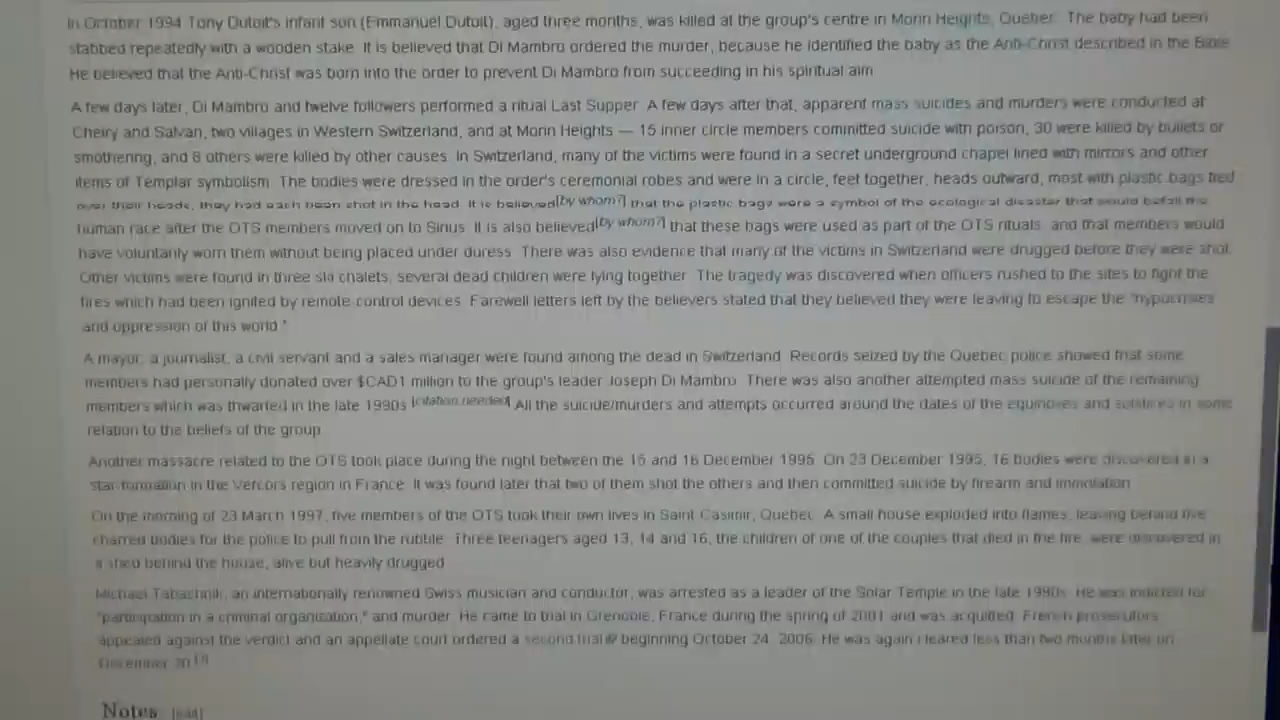 In October 1994 Tony Dutoit's infant son (Emmanuel Dutoit), aged three months, was killed at the group's centre in Morin Heights, Quebec. The baby had been
stabbed repeatedly with a wooden stake. It is believed that Di Mambro ordered the murder, because he identified the baby as the Anti-Christ described in the Bible.
He believed that the Anti-Christ was born into the order to prevent Di Mambro from succeeding in his spiritual aim.
A few days later, Di Mambro and twelve followers performed a ritual Last Supper. A few days after that, apparent mass suicides and murders were conducted at
Cheiry and Salvan, two villages in Western Switzerland, and at Morin Heights — 15 inner circle members committed suicide with poison, 30 were killed by bullets or
smothering, and 8 others were killed by other causes. In Switzerland, many of the victims were found in a secret underground chapel lined with mirrors and other
items of Templar symbolism. The bodies were dressed in the order's ceremonial robes and were in a circle, feet together, heads outward, most with plastic bags tied
over their heads; they had each been shot in the head. It is believed[by whom?] that the plastic bags were a symbol of the ecological disaster that would befall the
human race after the OTS members moved on to Sirius. It is also believed[by whom?] that these bags were used as part of the OTS rituals, and that members would
have voluntarily worn them without being placed under duress. There was also evidence that many of the victims in Switzerland were drugged before they were shot.
Other victims were found in three ski chalets; several dead children were lying together. The tragedy was discovered when officers rushed to the sites to fight the
fires which had been ignited by remote-control devices. Farewell letters left by the believers stated that they believed they were leaving to escape the "hypocrisies
and oppression of this world."
A mayor, a journalist, a civil servant and a sales manager were found among the dead in Switzerland. Records seized by the Quebec police showed that some
members had personally donated over $CAD1 million to the group's leader Joseph Di Mambro. There was also another attempted mass suicide of the remaining
members which was thwarted in the late 1990s.[citation needed] All the suicide/murders and attempts occurred around the dates of the equinoxes and solstices in some
relation to the beliefs of the group.
Another massacre related to the OTS took place during the night between the 15 and 16 December 1995. On 23 December 1995, 16 bodies were discovered in a
star-formation in the Vercors region in France. It was found later that two of them shot the others and then committed suicide by firearm and immolation.
On the morning of 23 March 1997, five members of the OTS took their own lives in Saint Casimir, Quebec. A small house exploded into flames, leaving behind five
charred bodies for the police to pull from the rubble. Three teenagers aged 13, 14 and 16, the children of one of the couples that died in the fire, were discovered in
a shed behind the house, alive but heavily drugged.
Michael Tabachnik, an internationally renowned Swiss musician and conductor, was arrested as a leader of the Solar Temple in the late 1990s. He was indicted for
"participation in a criminal organisation," and murder. He came to trial in Grenoble, France during the spring of 2001 and was acquitted. French prosecutors
appealed against the verdict and an appellate court ordered a second trial beginning October 24, 2006. He was again cleared less than two months later on
December 20.
Notes [edit]